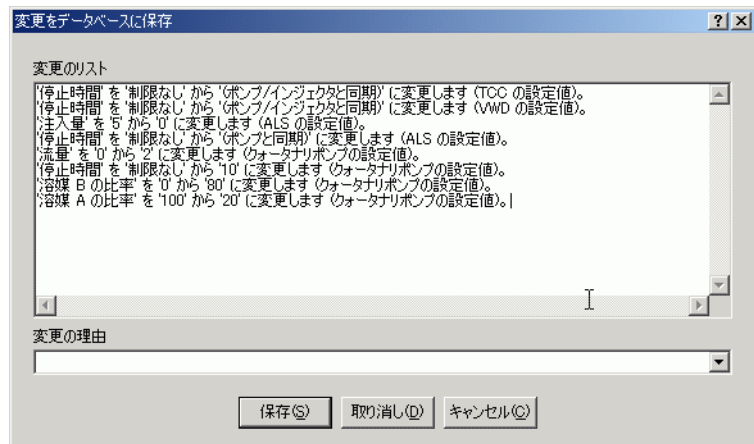 変更をデータベースに保存
変更のリスト
'停止時間' を '制限なし' から '(ポンプ/インジェクタと同期)' に変更します (TCC の設定値)。
'停止時間' を '制限なし' から '(ポンプ/インジェクタと同期)' に変更します (VWD の設定値)。
'注入量' を '5' から '0' に変更します (ALS の設定値)。
'停止時間' を '制限なし' から '(ポンプと同期)' に変更します (ALS の設定値)。
'流量' を '0' から '2' に変更します (クォータナリポンプの設定値)。
'停止時間' を '制限なし' から '10' に変更します (クォータナリポンプの設定値)。
'溶媒 B の比率' を '0' から '80' に変更します (クォータナリポンプの設定値)。
'溶媒 A の比率' を '100' から '20' に変更します (クォータナリポンプの設定値)。
変更の理由
保存(S) 取り消し(D) キャンセル(C)